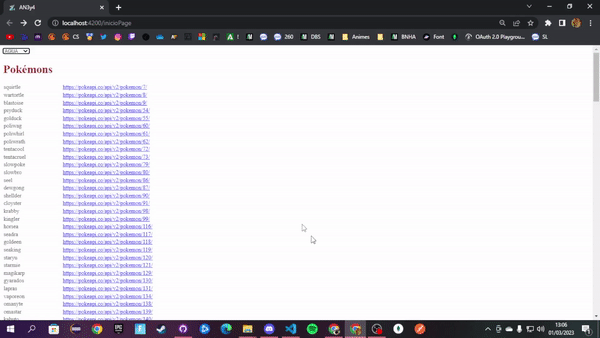 AN3y4
localhost:4200/inicioPage
CS
260
DBS
Animes
BNHA
Font
OAuth 2.0 Playgrou...
SL
AGUA
Pokémons
squirtle https://pokeapi.co/api/v2/pokemon/7/
wartortle https://pokeapi.co/api/v2/pokemon/8/
blastoise https://pokeapi.co/api/v2/pokemon/9/
psyduck https://pokeapi.co/api/v2/pokemon/54/
golduck https://pokeapi.co/api/v2/pokemon/55/
poliwag https://pokeapi.co/api/v2/pokemon/60/
poliwhirl https://pokeapi.co/api/v2/pokemon/61/
poliwrath https://pokeapi.co/api/v2/pokemon/62/
tentacool https://pokeapi.co/api/v2/pokemon/72/
tentacruel https://pokeapi.co/api/v2/pokemon/73/
slowpoke https://pokeapi.co/api/v2/pokemon/79/
slowbro https://pokeapi.co/api/v2/pokemon/80/
seel https://pokeapi.co/api/v2/pokemon/86/
dewgong https://pokeapi.co/api/v2/pokemon/87/
shellder https://pokeapi.co/api/v2/pokemon/90/
cloyster https://pokeapi.co/api/v2/pokemon/91/
krabby https://pokeapi.co/api/v2/pokemon/98/
kingler https://pokeapi.co/api/v2/pokemon/99/
horsea https://pokeapi.co/api/v2/pokemon/116/
seadra https://pokeapi.co/api/v2/pokemon/117/
goldeen https://pokeapi.co/api/v2/pokemon/118/
seaking https://pokeapi.co/api/v2/pokemon/119/
staryu https://pokeapi.co/api/v2/pokemon/120/
starmie https://pokeapi.co/api/v2/pokemon/121/
magikarp https://pokeapi.co/api/v2/pokemon/129/
gyarados https://pokeapi.co/api/v2/pokemon/130/
lapras https://pokeapi.co/api/v2/pokemon/131/
vaporeon https://pokeapi.co/api/v2/pokemon/134/
omanyte https://pokeapi.co/api/v2/pokemon/138/
omastar https://pokeapi.co/api/v2/pokemon/139/
kabuto https://pokeapi.co/api/v2/pokemon/140/
13:06
01/03/2023